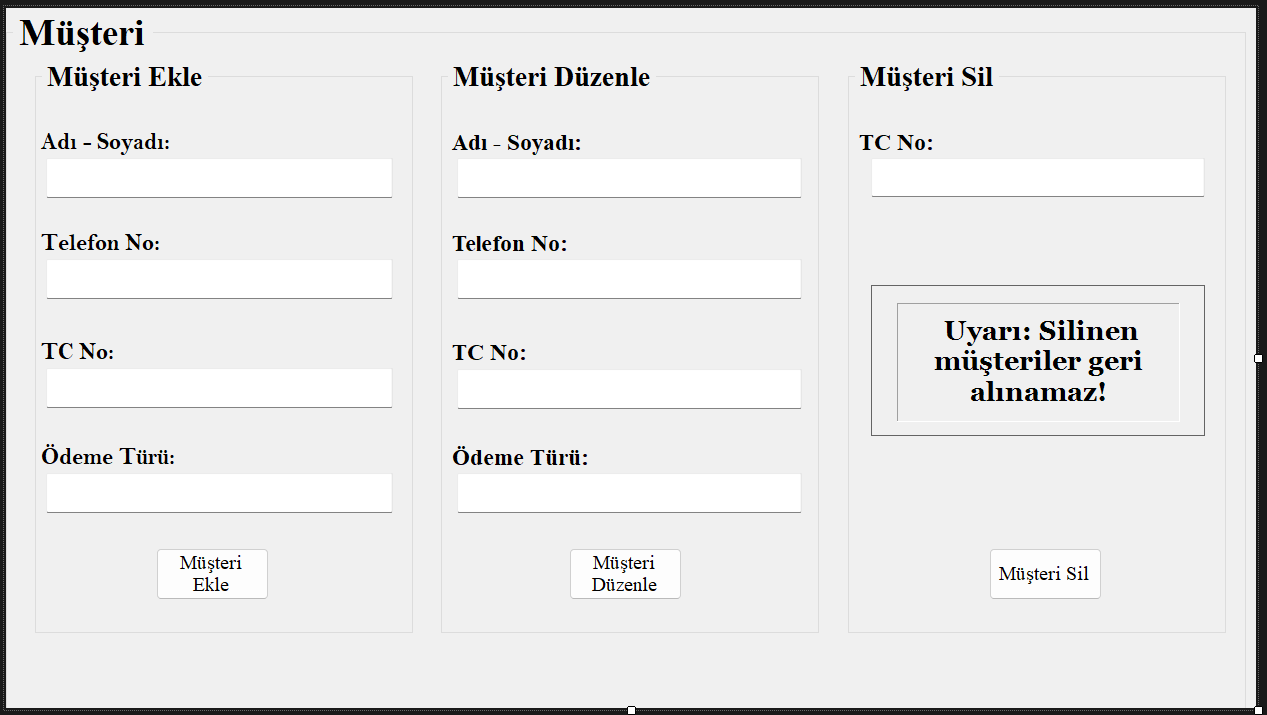 Müşteri
Müşteri Ekle
Adı - Soyadı:
Telefon No:
TC No:
Ödeme Türü:
Müşteri
Ekle
Müşteri Düzenle
Adı - Soyadı:
Telefon No:
TC No:
Ödeme Türü:
Müşteri
Düzenle
Müşteri Sil
TC No:
Uyarı: Silinen
müşteriler geri
alınamaz!
Müşteri Sil